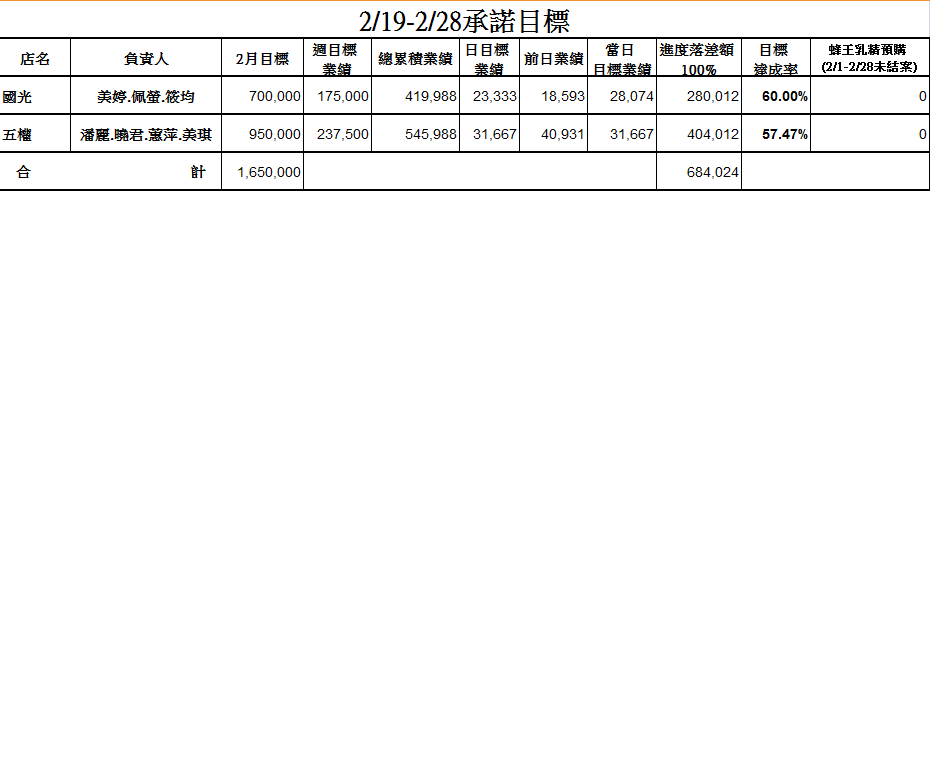 2/19-2/28承諾目標
店名 負責人 2月目標 週目標業績 總累積業績 日目標業績 前日業績 當日目標業績 進度落差額100% 目標達成率 蜂王乳精預購(2/1-2/28未結案)
國光 美婷.佩螢.筱均 700,000 175,000 419,988 23,333 18,593 28,074 280,012 60.00% 0
五權 潘麗.曉君.蕙萍.美琪 950,000 237,500 545,988 31,667 40,931 31,667 404,012 57.47% 0
合計 1,650,000 684,024